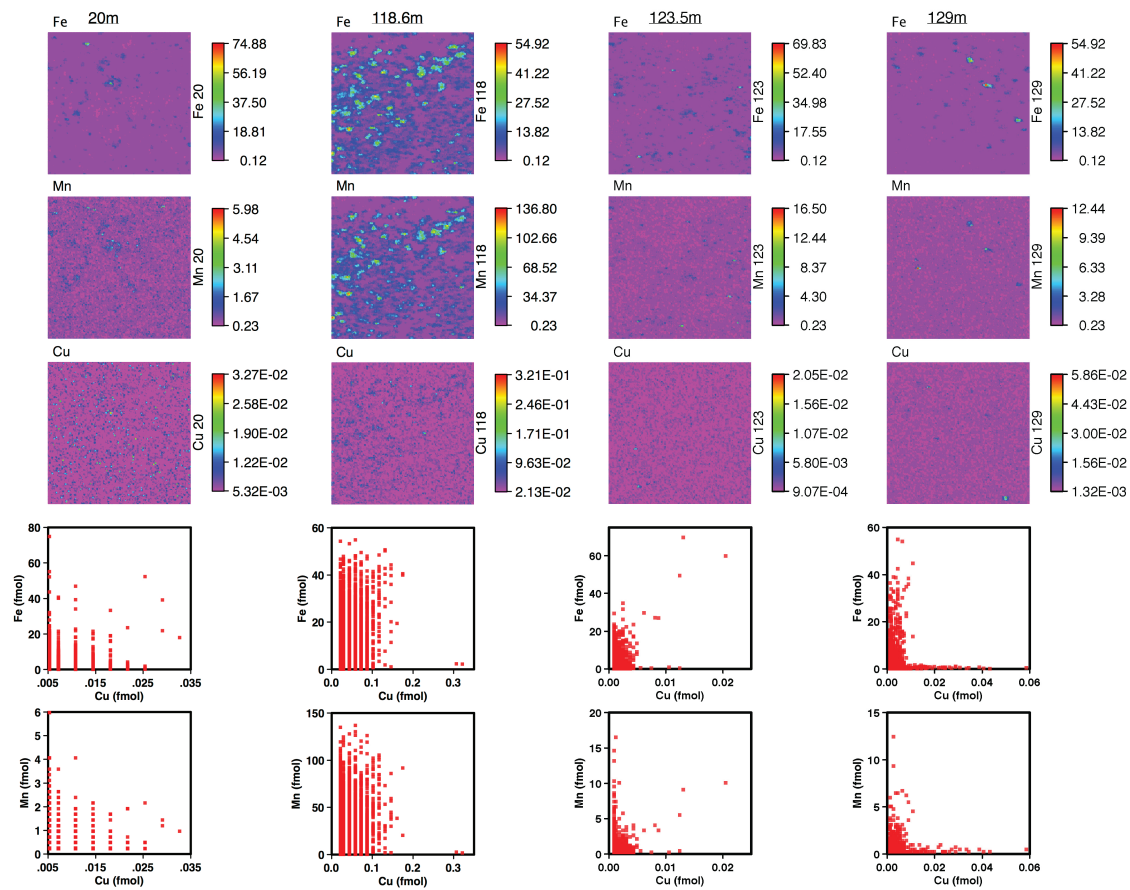 Fe 20m
Fe 118.6m
Fe 123.5m
Fe 129m
74.88
56.19
37.50
18.81
0.12
Fe 20
54.92
41.22
27.52
13.82
0.12
Fe 118
69.83
52.40
34.98
17.55
0.12
Fe 123
54.92
41.22
27.52
13.82
0.12
Fe 129
Mn
Mn
Mn
Mn
5.98
4.54
3.11
1.67
0.23
Mn 20
136.80
102.66
68.52
34.37
0.23
Mn 118
16.50
12.44
8.37
4.30
0.23
Mn 123
12.44
9.39
6.33
3.28
0.23
Mn 129
Cu
Cu
Cu
Cu
3.27E-02
2.58E-02
1.90E-02
1.22E-02
5.32E-03
Cu 20
3.21E-01
2.46E-01
1.71E-01
9.63E-02
2.13E-02
Cu 118
2.05E-02
1.56E-02
1.07E-02
5.80E-03
9.07E-04
Cu 123
5.86E-02
4.43E-02
3.00E-02
1.56E-02
1.32E-03
Cu 129
80
60
40
20
0
Fe (fmol)
.005 .015 .025 .035
Cu (fmol)
60
40
20
0
Fe (fmol)
0.0 0.1 0.2 0.3
Cu (fmol)
60
40
20
0
Fe (fmol)
0.00 0.01 0.02
Cu (fmol)
60
40
20
0
Fe (fmol)
0.00 0.02 0.04 0.06
Cu (fmol)
6
5
4
3
2
1
0
Mn (fmol)
.005 .015 .025 .035
Cu (fmol)
150
100
50
0
Mn (fmol)
0.0 0.1 0.2 0.3
Cu (fmol)
20
15
10
5
0
Mn (fmol)
0.00 0.01 0.02
Cu (fmol)
15
10
5
0
Mn (fmol)
0.00 0.02 0.04 0.06
Cu (fmol)